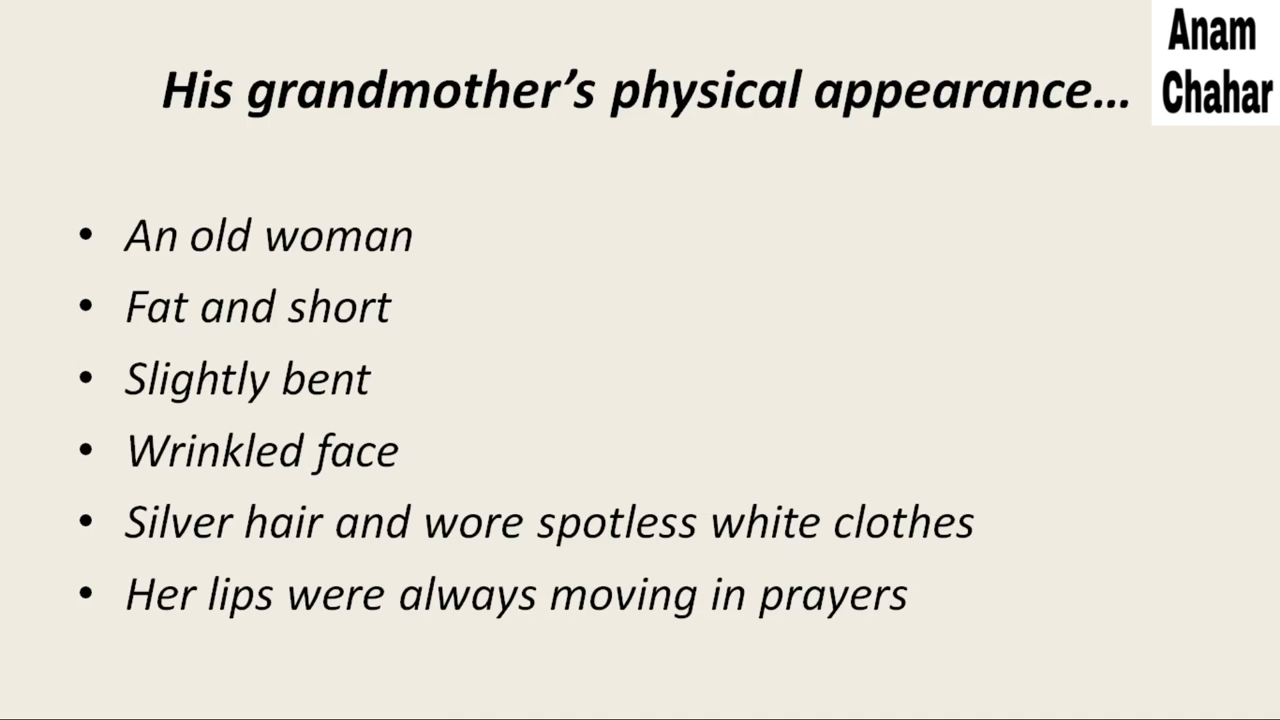 Anam
Chahar
His grandmother’s physical appearance...
• An old woman
• Fat and short
• Slightly bent
• Wrinkled face
• Silver hair and wore spotless white clothes
• Her lips were always moving in prayers